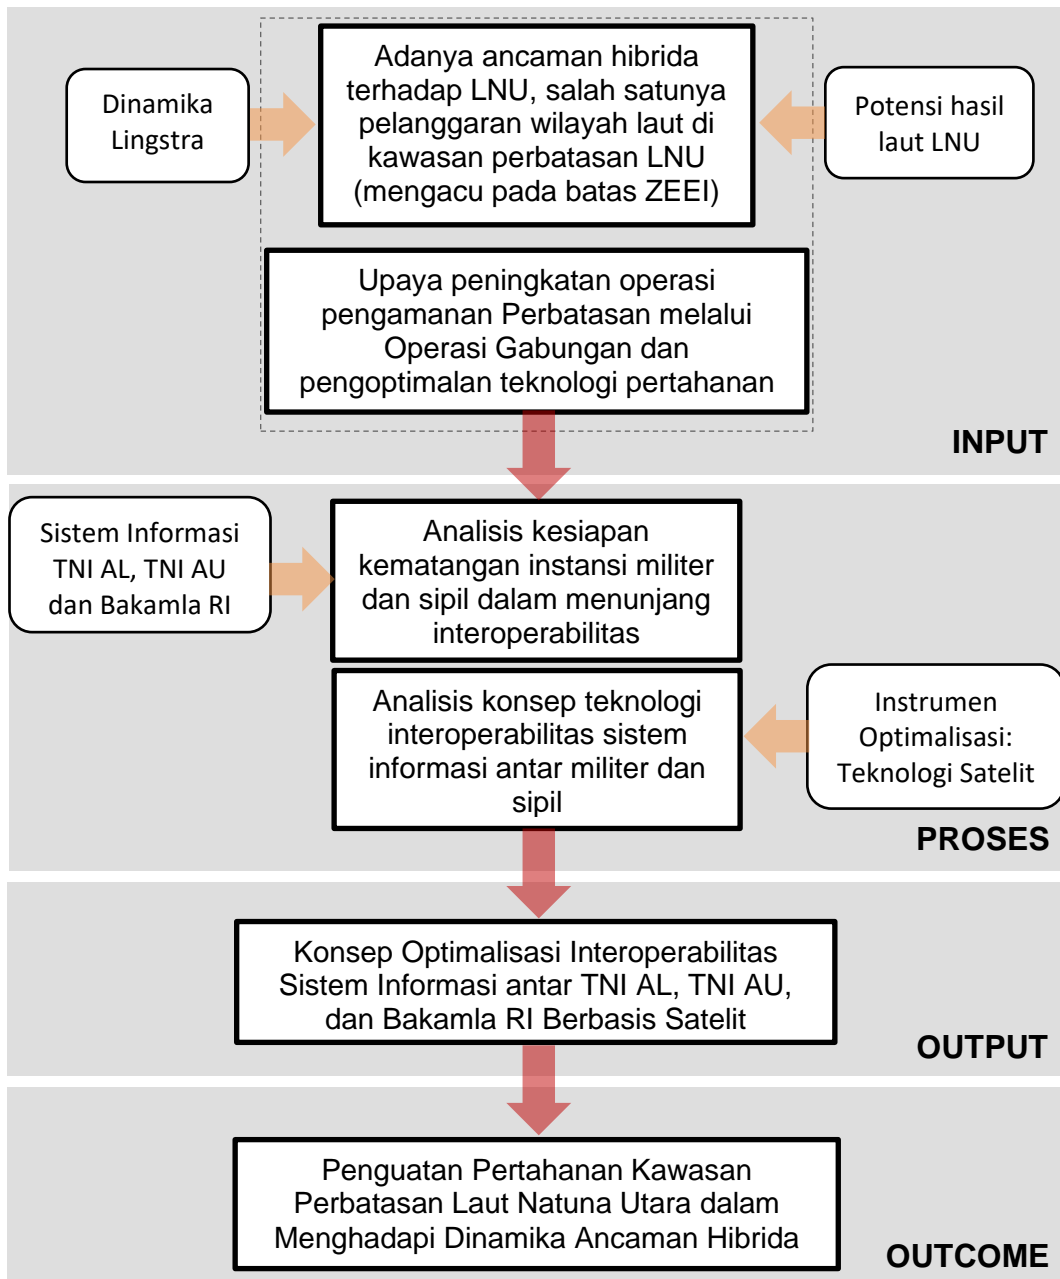 Adanya ancaman hibrida
terhadap LNU, salah satunya
pelanggaran wilayah laut di
kawasan perbatasan LNU
(mengacu pada batas ZEEI)
Dinamika
Lingstra
Potensi hasil
laut LNU
Upaya peningkatan operasi
pengamanan Perbatasan melalui
Operasi Gabungan dan
pengoptimalan teknologi pertahanan
INPUT
Sistem Informasi
TNI AL, TNI AU
dan Bakamla RI
Analisis kesiapan
kematangan instansi militer
dan sipil dalam menunjang
interoperabilitas
Analisis konsep teknologi
interoperabilitas sistem
informasi antar militer dan
sipil
Instrumen
Optimalisasi:
Teknologi Satelit
PROSES
Konsep Optimalisasi Interoperabilitas
Sistem Informasi antar TNI AL, TNI AU,
dan Bakamla RI Berbasis Satelit
OUTPUT
Penguatan Pertahanan Kawasan
Perbatasan Laut Natuna Utara dalam
Menghadapi Dinamika Ancaman Hibrida
OUTCOME